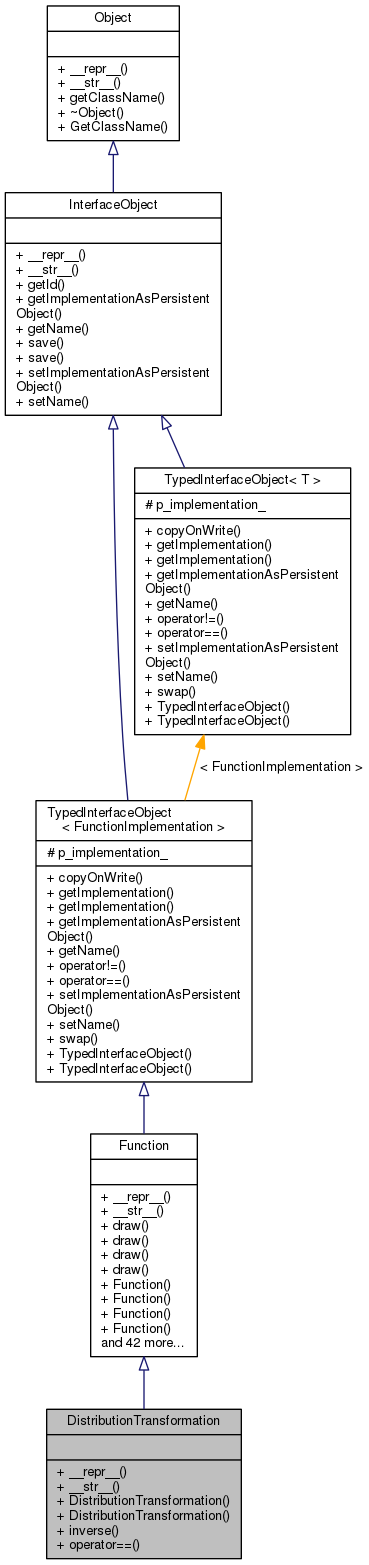 Object
+ __repr__()
+ __str__()
+ getClassName()
+ ~Object()
+ GetClassName()
InterfaceObject
+ __repr__()
+ __str__()
+ getId()
+ getImplementationAsPersistent
Object()
+ getName()
+ save()
+ save()
+ setImplementationAsPersistent
Object()
+ setName()
TypedInterfaceObject< T >
# p_implementation_
+ copyOnWrite()
+ getImplementation()
+ getImplementation()
+ getImplementationAsPersistent
Object()
+ getName()
+ operator!=()
+ operator==()
+ setImplementationAsPersistent
Object()
+ setName()
+ swap()
+ TypedInterfaceObject()
+ TypedInterfaceObject()
< FunctionImplementation >
TypedInterfaceObject
< FunctionImplementation >
# p_implementation_
+ copyOnWrite()
+ getImplementation()
+ getImplementation()
+ getImplementationAsPersistent
Object()
+ getName()
+ operator!=()
+ operator==()
+ setImplementationAsPersistent
Object()
+ setName()
+ swap()
+ TypedInterfaceObject()
+ TypedInterfaceObject()
Function
+ __repr__()
+ __str__()
+ draw()
+ draw()
+ draw()
+ draw()
+ Function()
+ Function()
+ Function()
+ Function()
and 42 more...
DistributionTransformation
+ __repr__()
+ __str__()
+ DistributionTransformation()
+ DistributionTransformation()
+ inverse()
+ operator==()